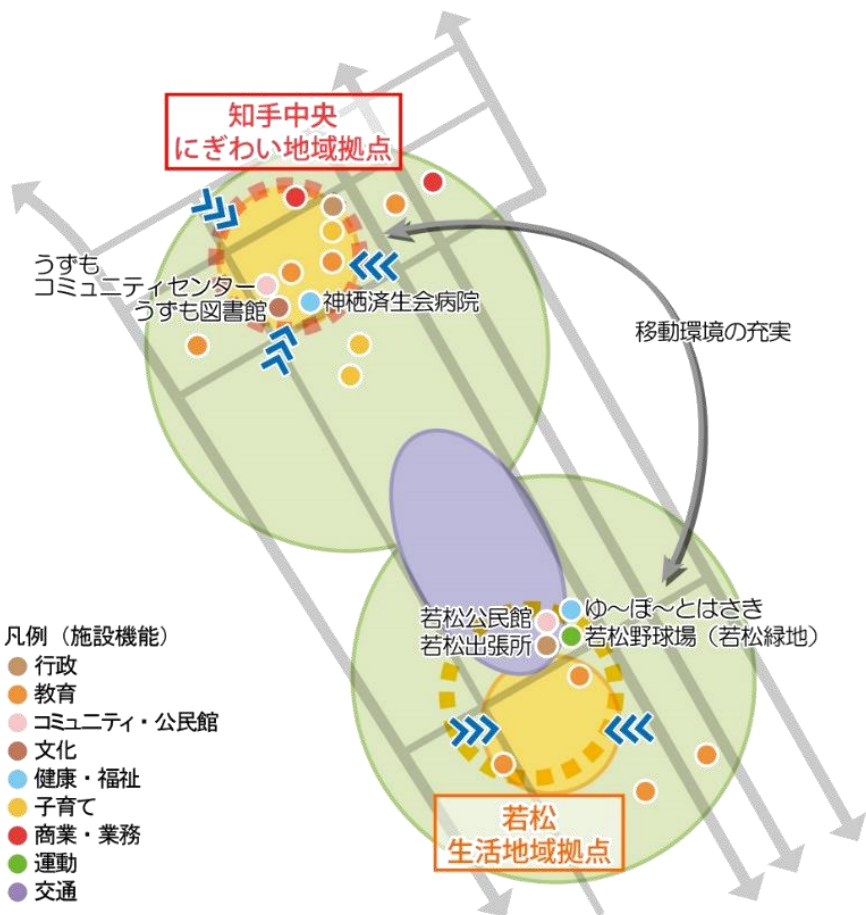 知手中央
にぎわい地域拠点
うずも
コミュニティセンター
うずも図書館
神栖済生会病院
移動環境の充実
若松公民館
若松出張所
ゆ～ぽ～とはさき
若松野球場（若松緑地）
若松
生活地域拠点
凡例（施設機能）
行政
教育
コミュニティ・公民館
文化
健康・福祉
子育て
商業・業務
運動
交通